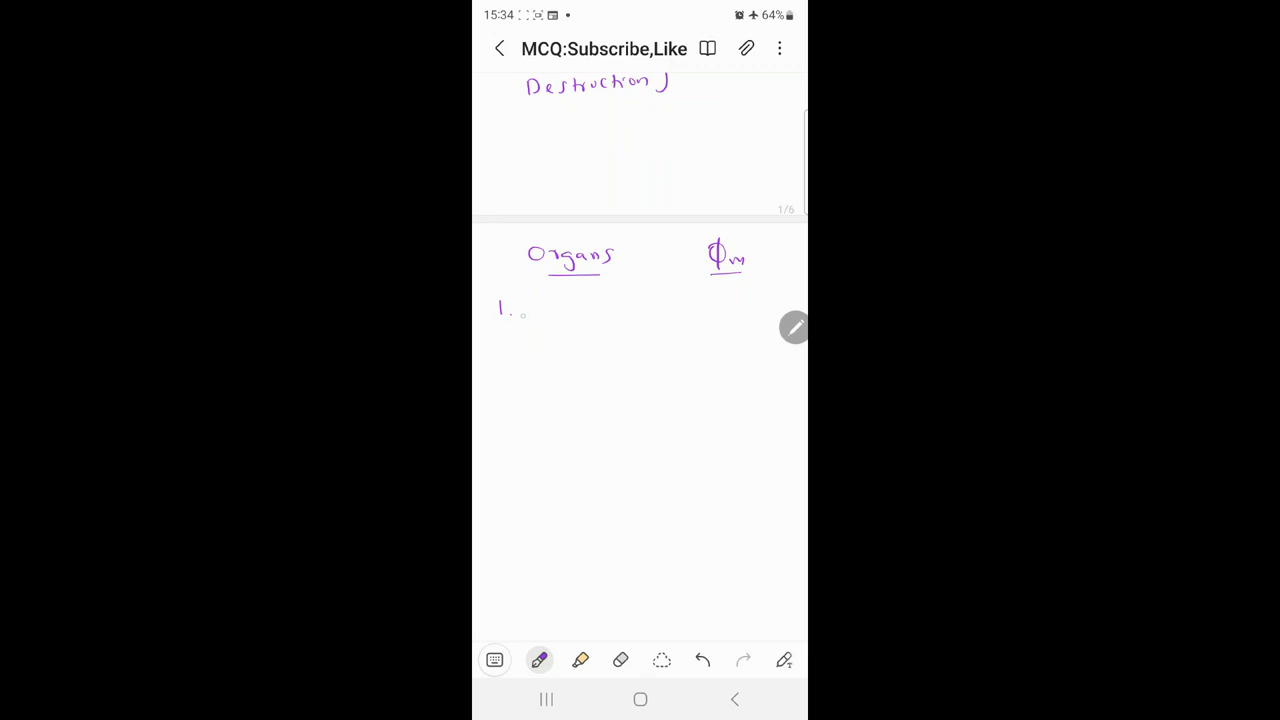 15:34 64%
MCQ:Subscribe,Like
Destruction)
1/6
Organs ϕm
1.